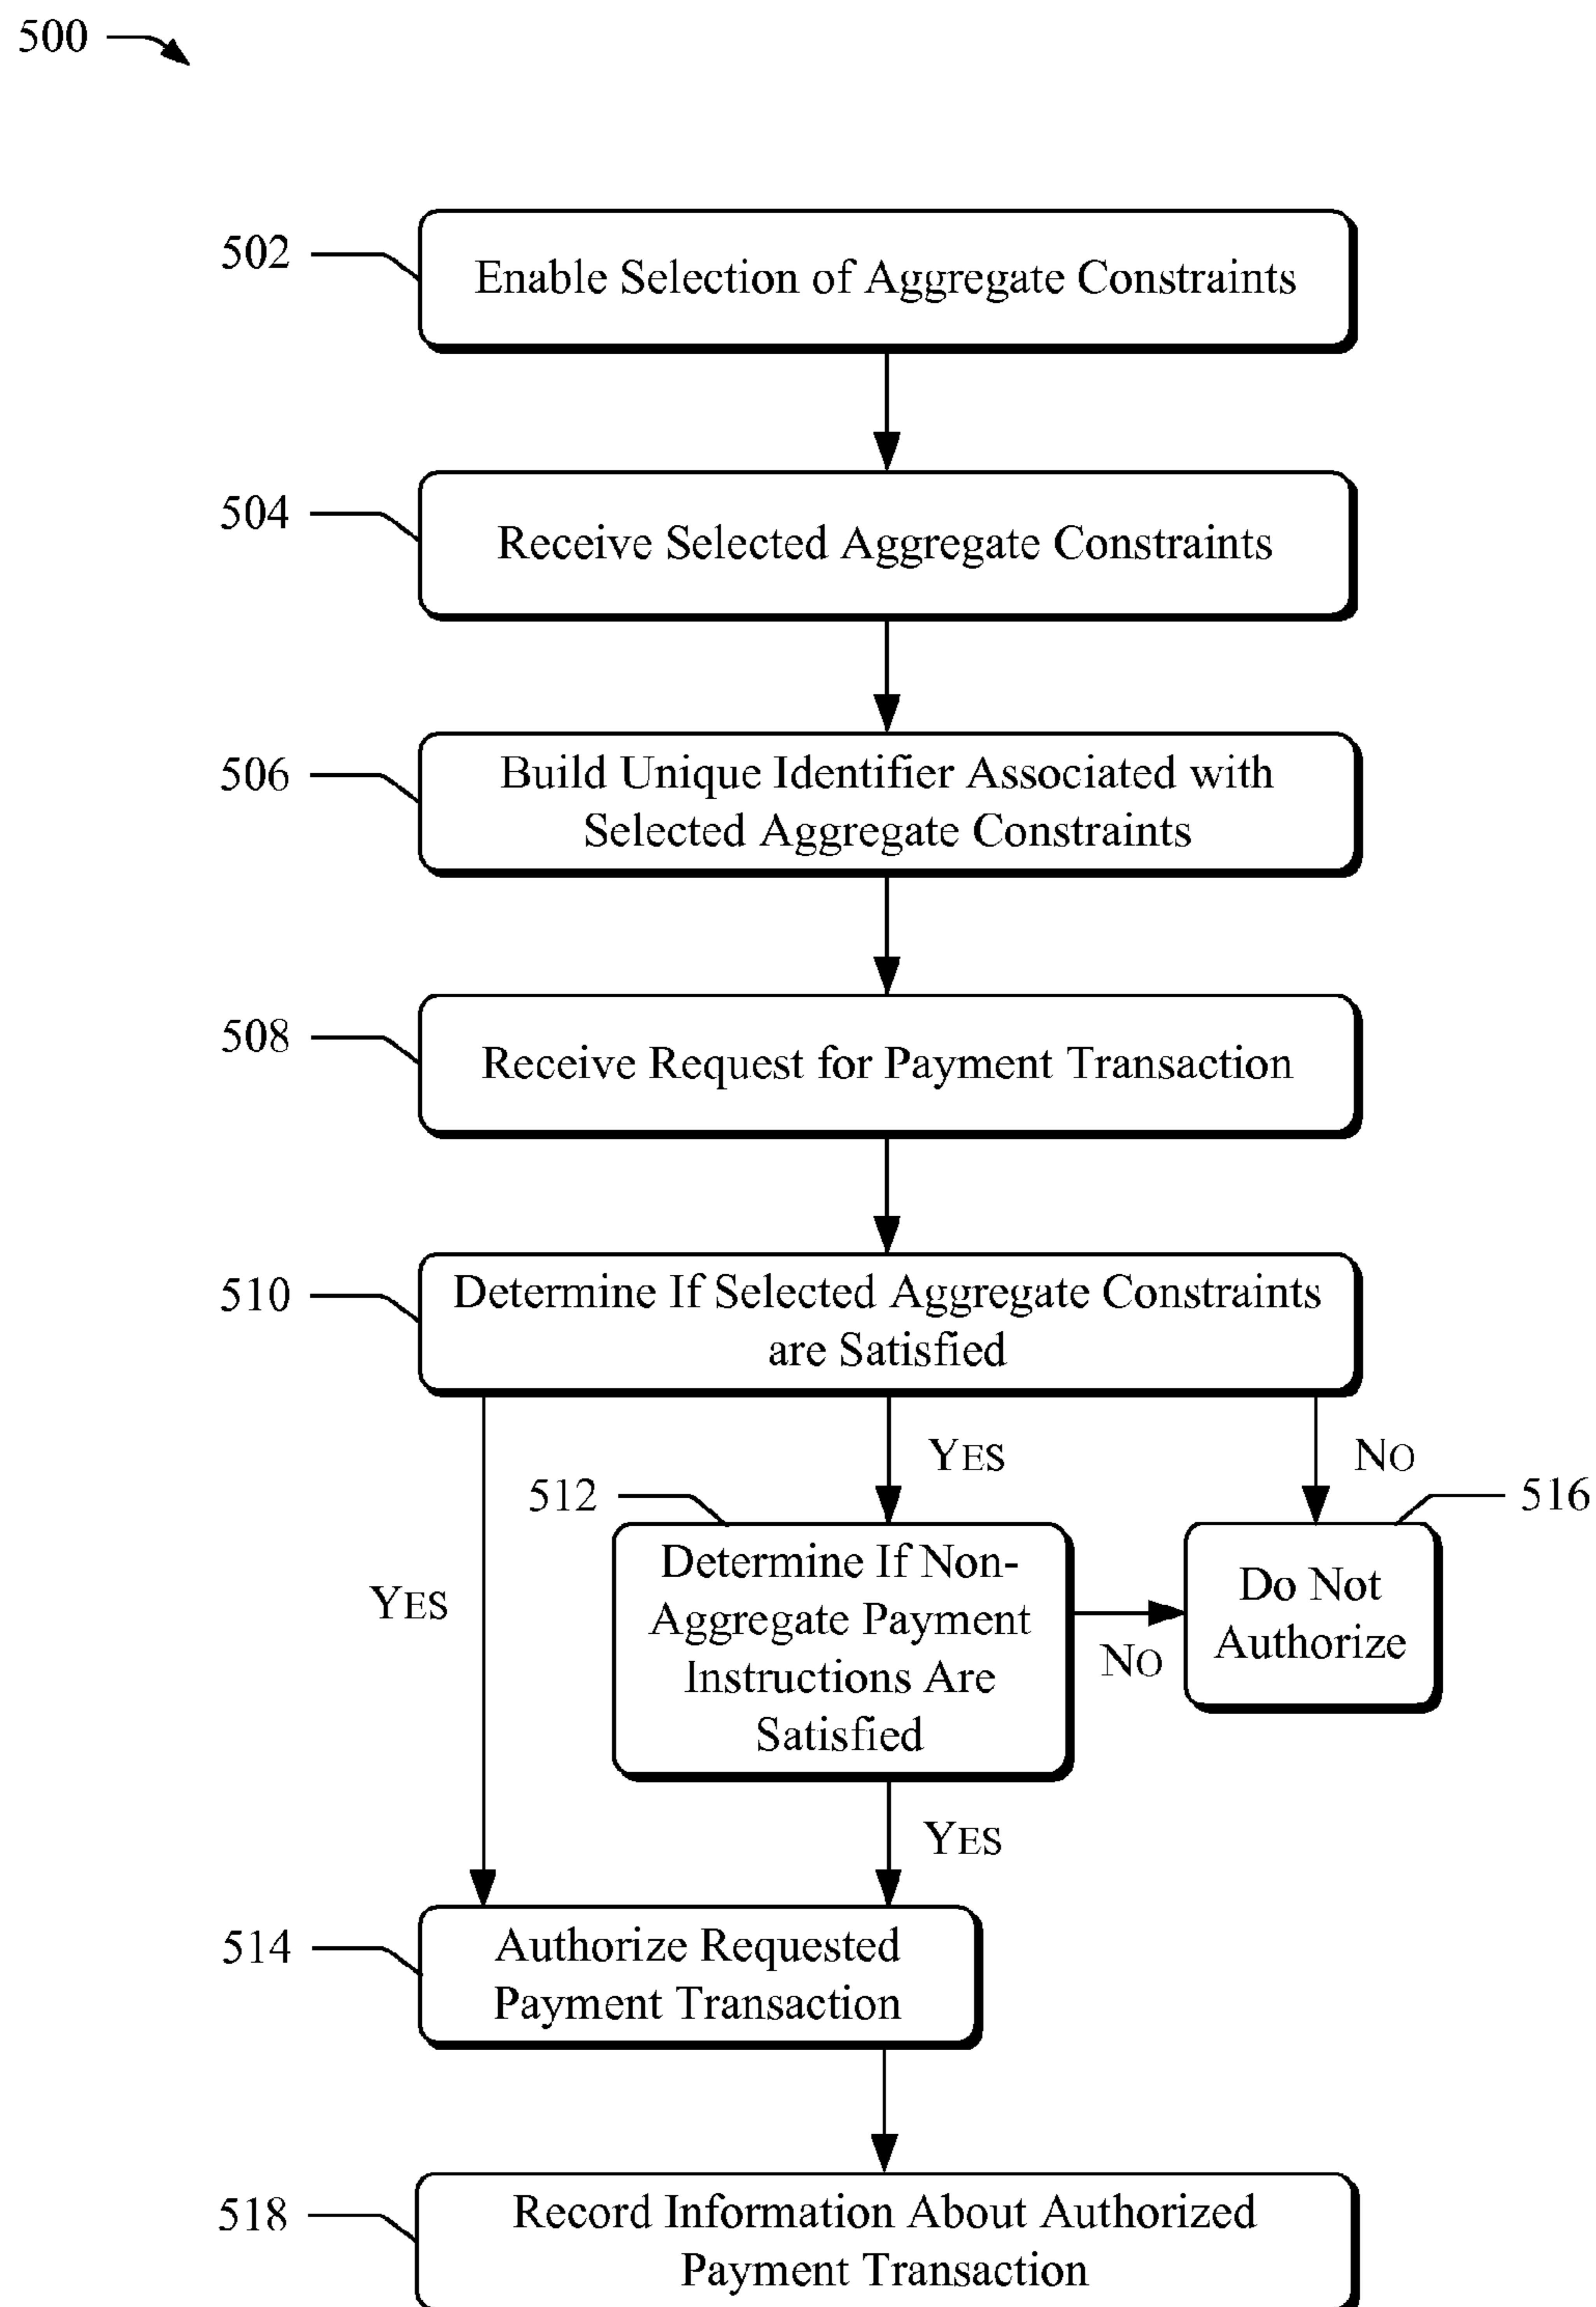 500
502
Enable Selection of Aggregate Constraints
504
Receive Selected Aggregate Constraints
506
Build Unique Identifier Associated with
Selected Aggregate Constraints
508
Receive Request for Payment Transaction
510
Determine If Selected Aggregate Constraints
are Satisfied
YES
NO
512
516
Determine If Non-
Aggregate Payment
Instructions Are
Satisfied
Do Not
Authorize
YES
NO
YES
514
Authorize Requested
Payment Transaction
518
Record Information About Authorized
Payment Transaction